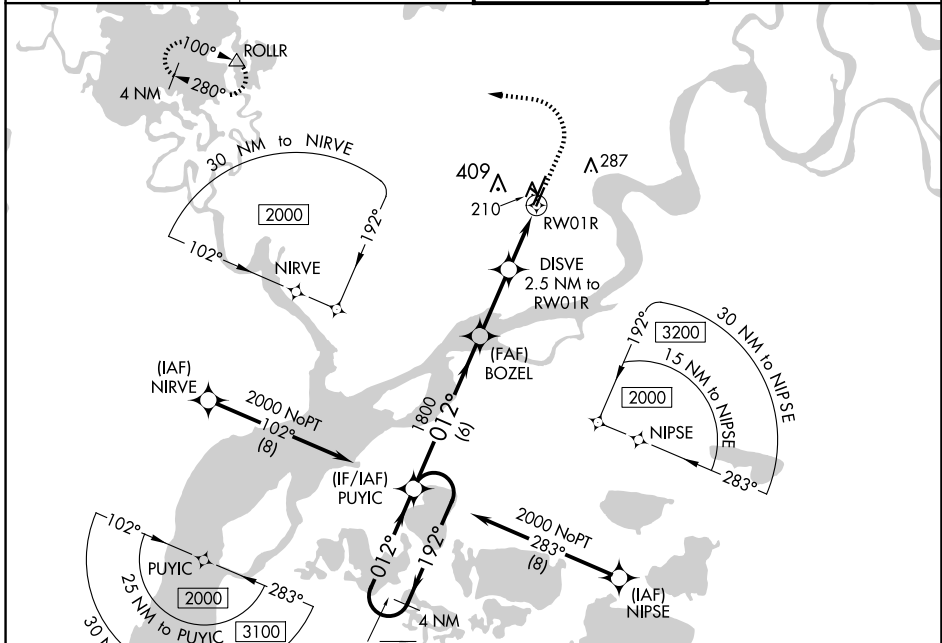 100°
ROLLR
4 NM
280°
30 NM to NIRVE
2000
192°
102°
NIRVE
409
287
210
RW01R
DISVE
2.5 NM to
RW01R
(FAF)
BOZEL
192°
3200
30 NM to NIPSE
15 NM to NIPSE
2000
NIPSE
283°
(IAF)
NIRVE
2000 NoPT
102°
(8)
1800
012°
(6)
(IF/IAF)
PUYIC
2000 NoPT
283°
(8)
(IAF)
NIPSE
012°
192°
4 NM
102°
PUYIC
283°
2000
25 NM to PUYIC
3100